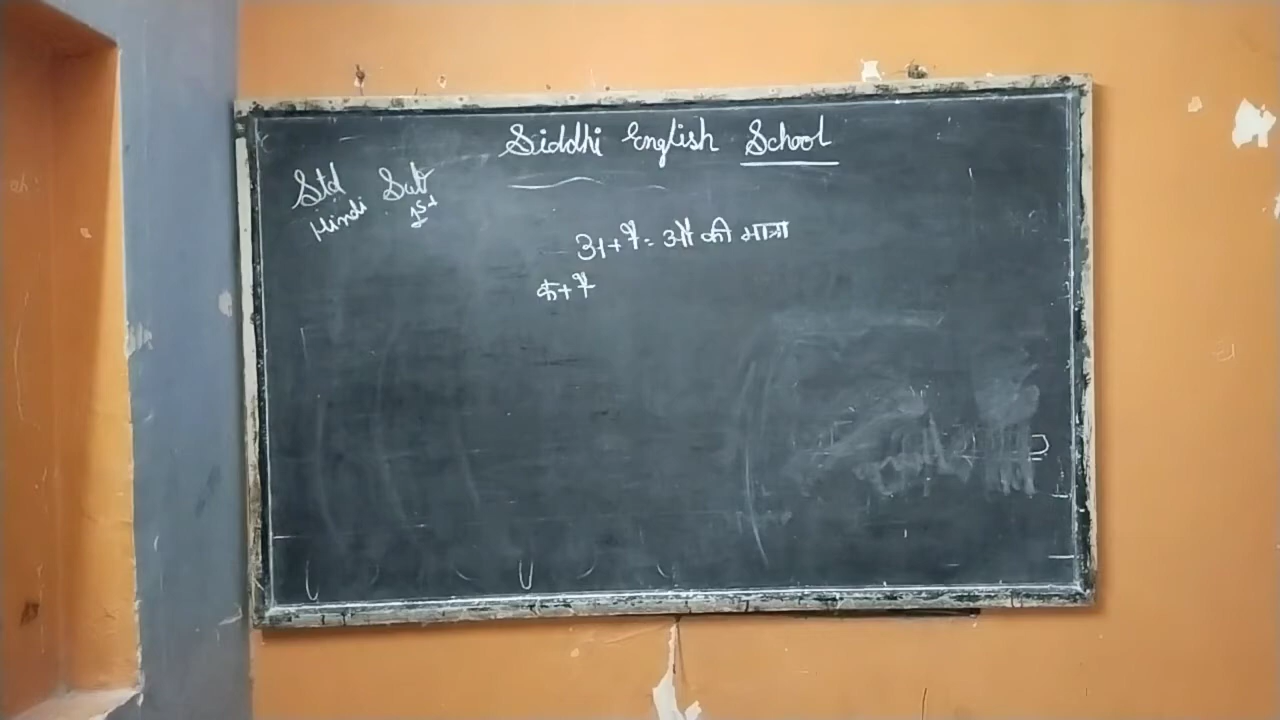 Siddhi English School
Std Sub
Hindi 1st
अ + ौ = औ की मात्रा
क + ौ